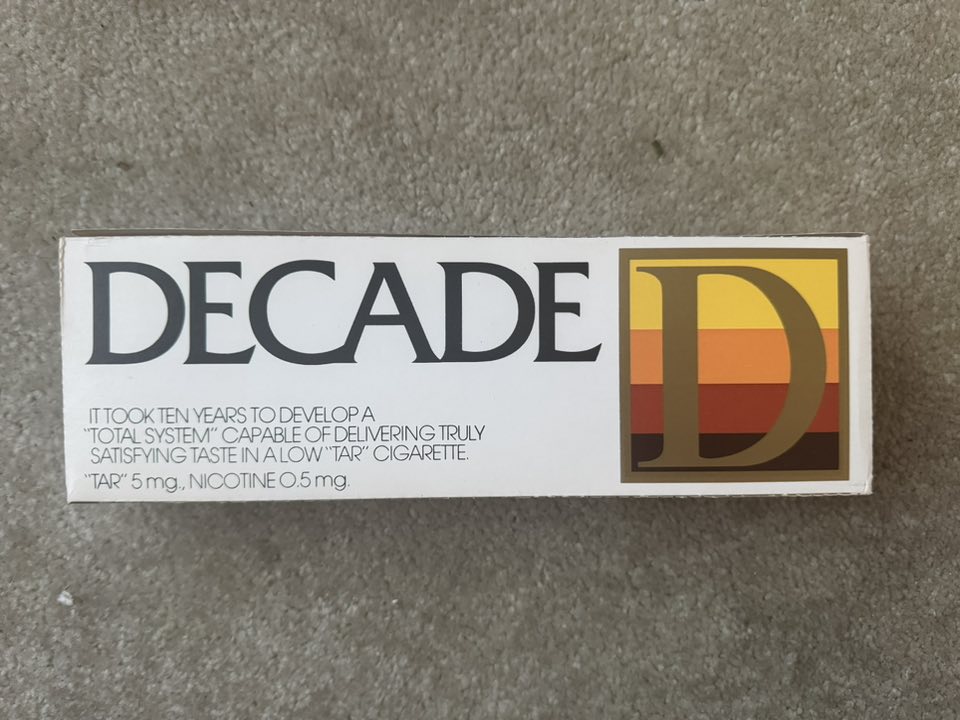 DECADE
D
IT TOOK TEN YEARS TO DEVELOP A
"TOTAL SYSTEM" CAPABLE OF DELIVERING TRULY
SATISFYING TASTE IN A LOW "TAR" CIGARETTE.
"TAR" 5 mg., NICOTINE 0.5 mg.